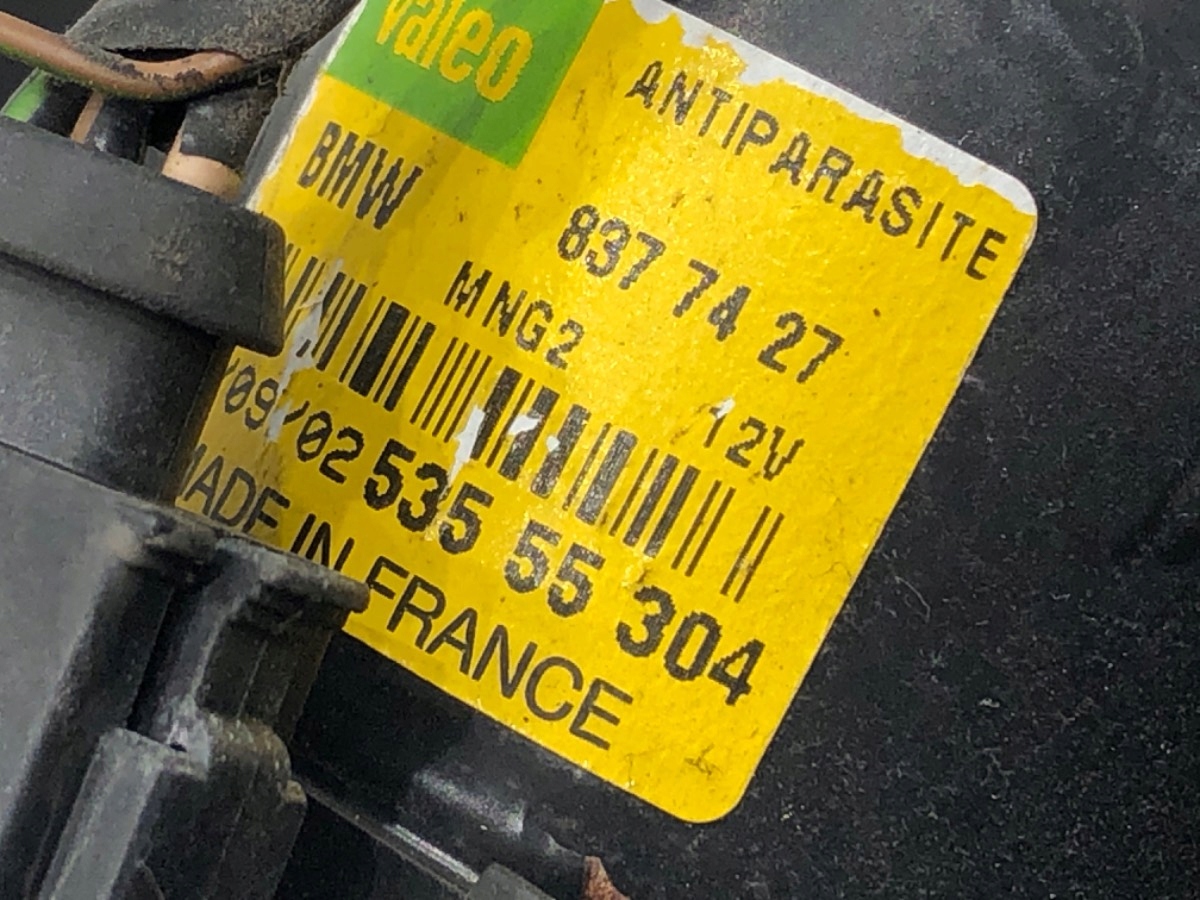 valeo
ANTIPARASITE
BMW
837 74 27
MNG2
12V
/09/02
535 55 304
MADE IN FRANCE